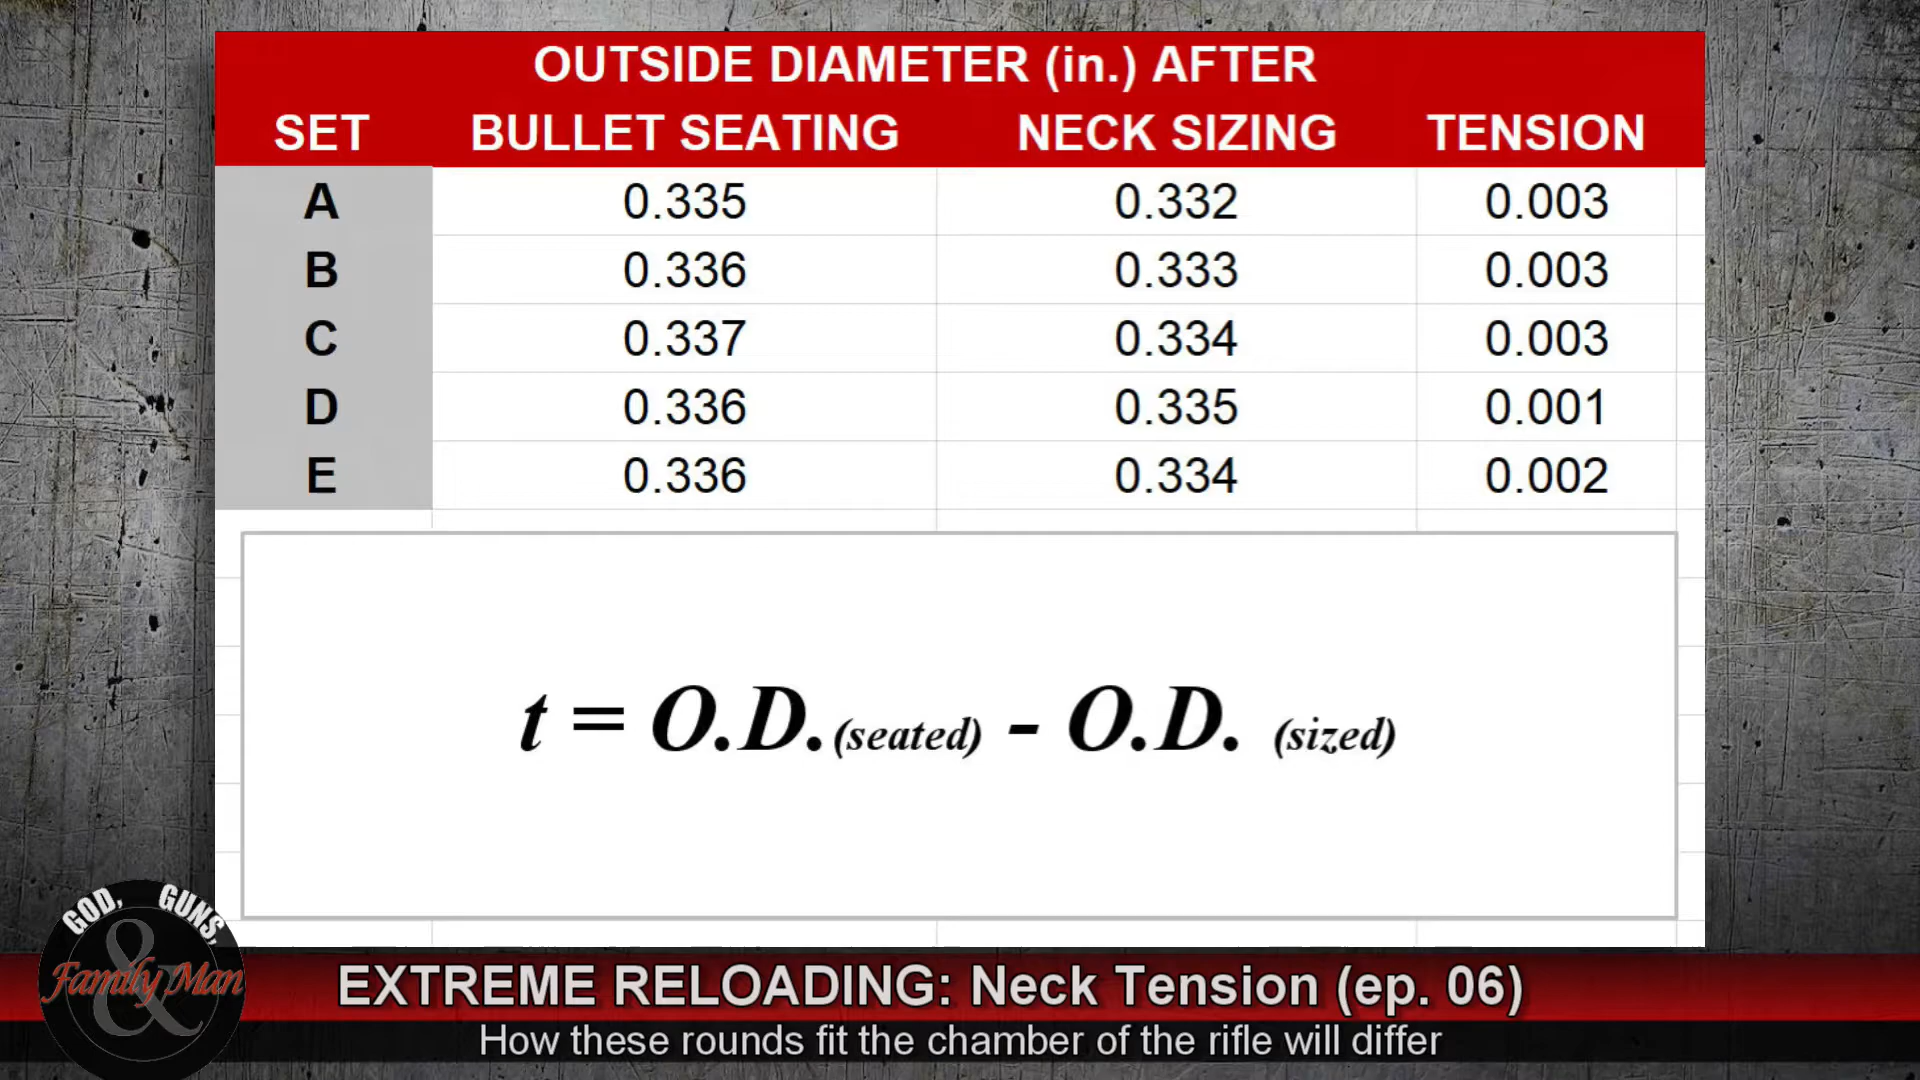 OUTSIDE DIAMETER (in.) AFTER
SET BULLET SEATING NECK SIZING TENSION
A 0.335 0.332 0.003
B 0.336 0.333 0.003
C 0.337 0.334 0.003
D 0.336 0.335 0.001
E 0.336 0.334 0.002
t = O.D.(seated) - O.D. (sized)
GOD, GUNS,
&
Family Man
EXTREME RELOADING: Neck Tension (ep. 06)
How these rounds fit the chamber of the rifle will differ